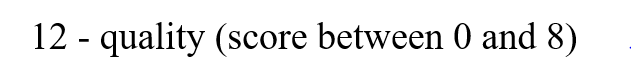 12 - quality (score between 0 and 8)